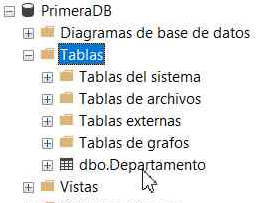 PrimeraDB
Diagramas de base de datos
Tablas
Tablas del sistema
Tablas de archivos
Tablas externas
Tablas de grafos
dbo.Departamento
Vistas